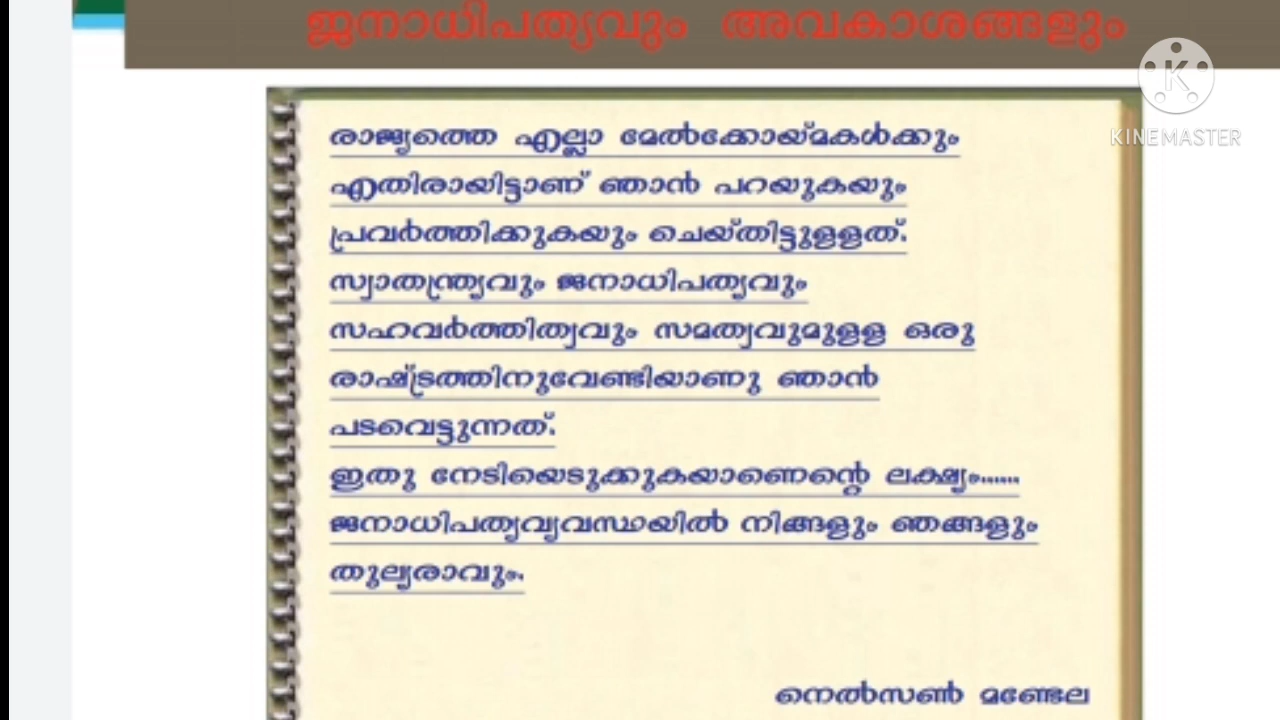 ജനാധിപത്യവും അവകാശങ്ങളും
KINEMASTER
രാജ്യത്തെ എല്ലാ മേൽക്കോയ്മകൾക്കും
എതിരായിട്ടാണ് ഞാൻ പറയുകയും
പ്രവർത്തിക്കുകയും ചെയ്തിട്ടുളളത്.
സ്വാതന്ത്ര്യവും ജനാധിപത്യവും
സഹവർത്തിത്വവും സമത്വവുമുളള ഒരു
രാഷ്ട്രത്തിനുവേണ്ടിയാണു ഞാൻ
പടവെട്ടുന്നത്.
ഇതു നേടിയെടുക്കുകയാണെന്റെ ലക്ഷ്യം......
ജനാധിപത്യവ്യവസ്ഥയിൽ നിങ്ങളും ഞങ്ങളും
തുല്യരാവും.
നെൽസൺ മണ്ടേല